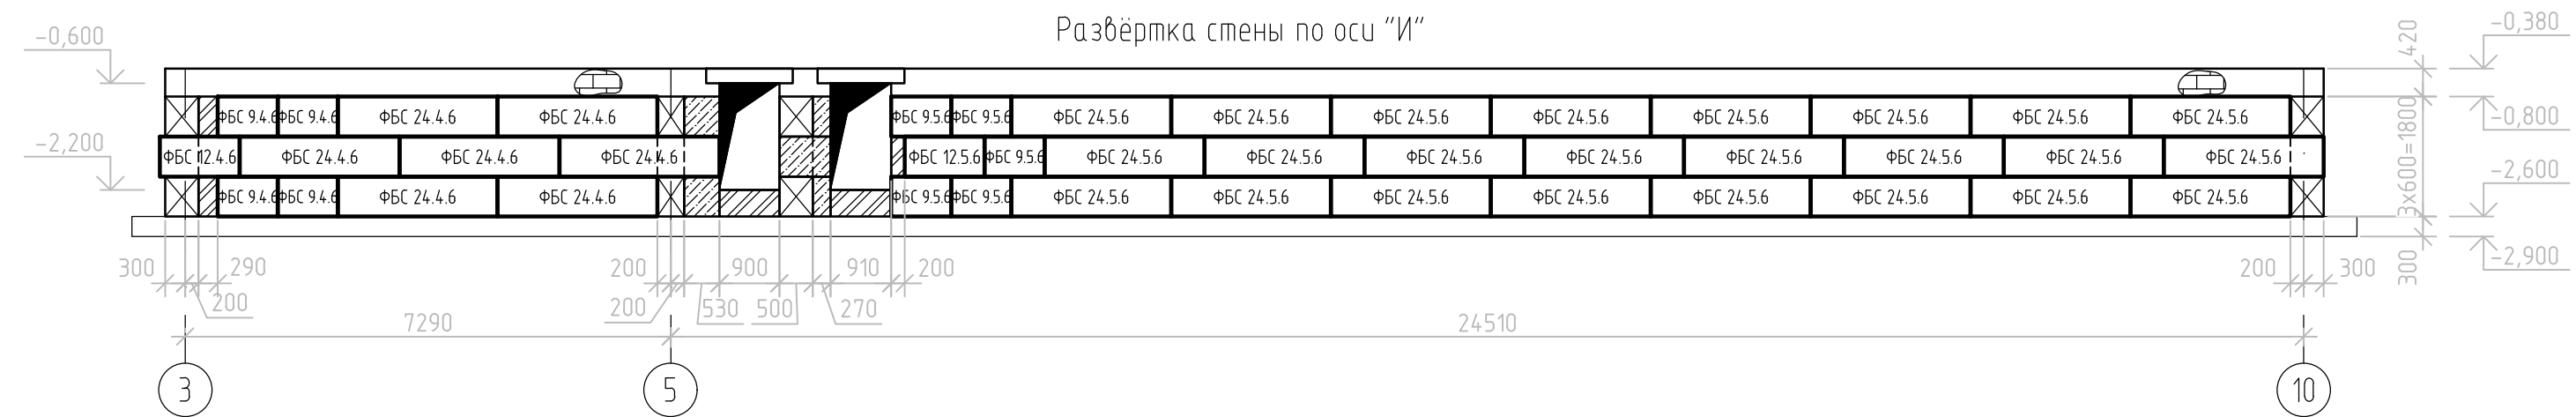 Развёртка стены по оси "И"
-0,600
-0,380
420
ФБС 9.4.6 ФБС 9.4.6 ФБС 24.4.6 ФБС 24.4.6 ФБС 9.5.6 ФБС 9.5.6 ФБС 24.5.6 ФБС 24.5.6 ФБС 24.5.6 ФБС 24.5.6 ФБС 24.5.6 ФБС 24.5.6 ФБС 24.5.6 ФБС 24.5.6
-0,800
3x600=1800
-2,200
ФБС 12.4.6 ФБС 24.4.6 ФБС 24.4.6 ФБС 24.4.6 ФБС 12.5.6 ФБС 9.5.6 ФБС 24.5.6 ФБС 24.5.6 ФБС 24.5.6 ФБС 24.5.6 ФБС 24.5.6 ФБС 24.5.6 ФБС 24.5.6 ФБС 24.5.6
-2,600
ФБС 9.4.6 ФБС 9.4.6 ФБС 24.4.6 ФБС 24.4.6 ФБС 9.5.6 ФБС 9.5.6 ФБС 24.5.6 ФБС 24.5.6 ФБС 24.5.6 ФБС 24.5.6 ФБС 24.5.6 ФБС 24.5.6 ФБС 24.5.6 ФБС 24.5.6
-2,900
300 290 200 900 910 200 200 300 300
200 200 530 500 270
7290 24510
3 5 10